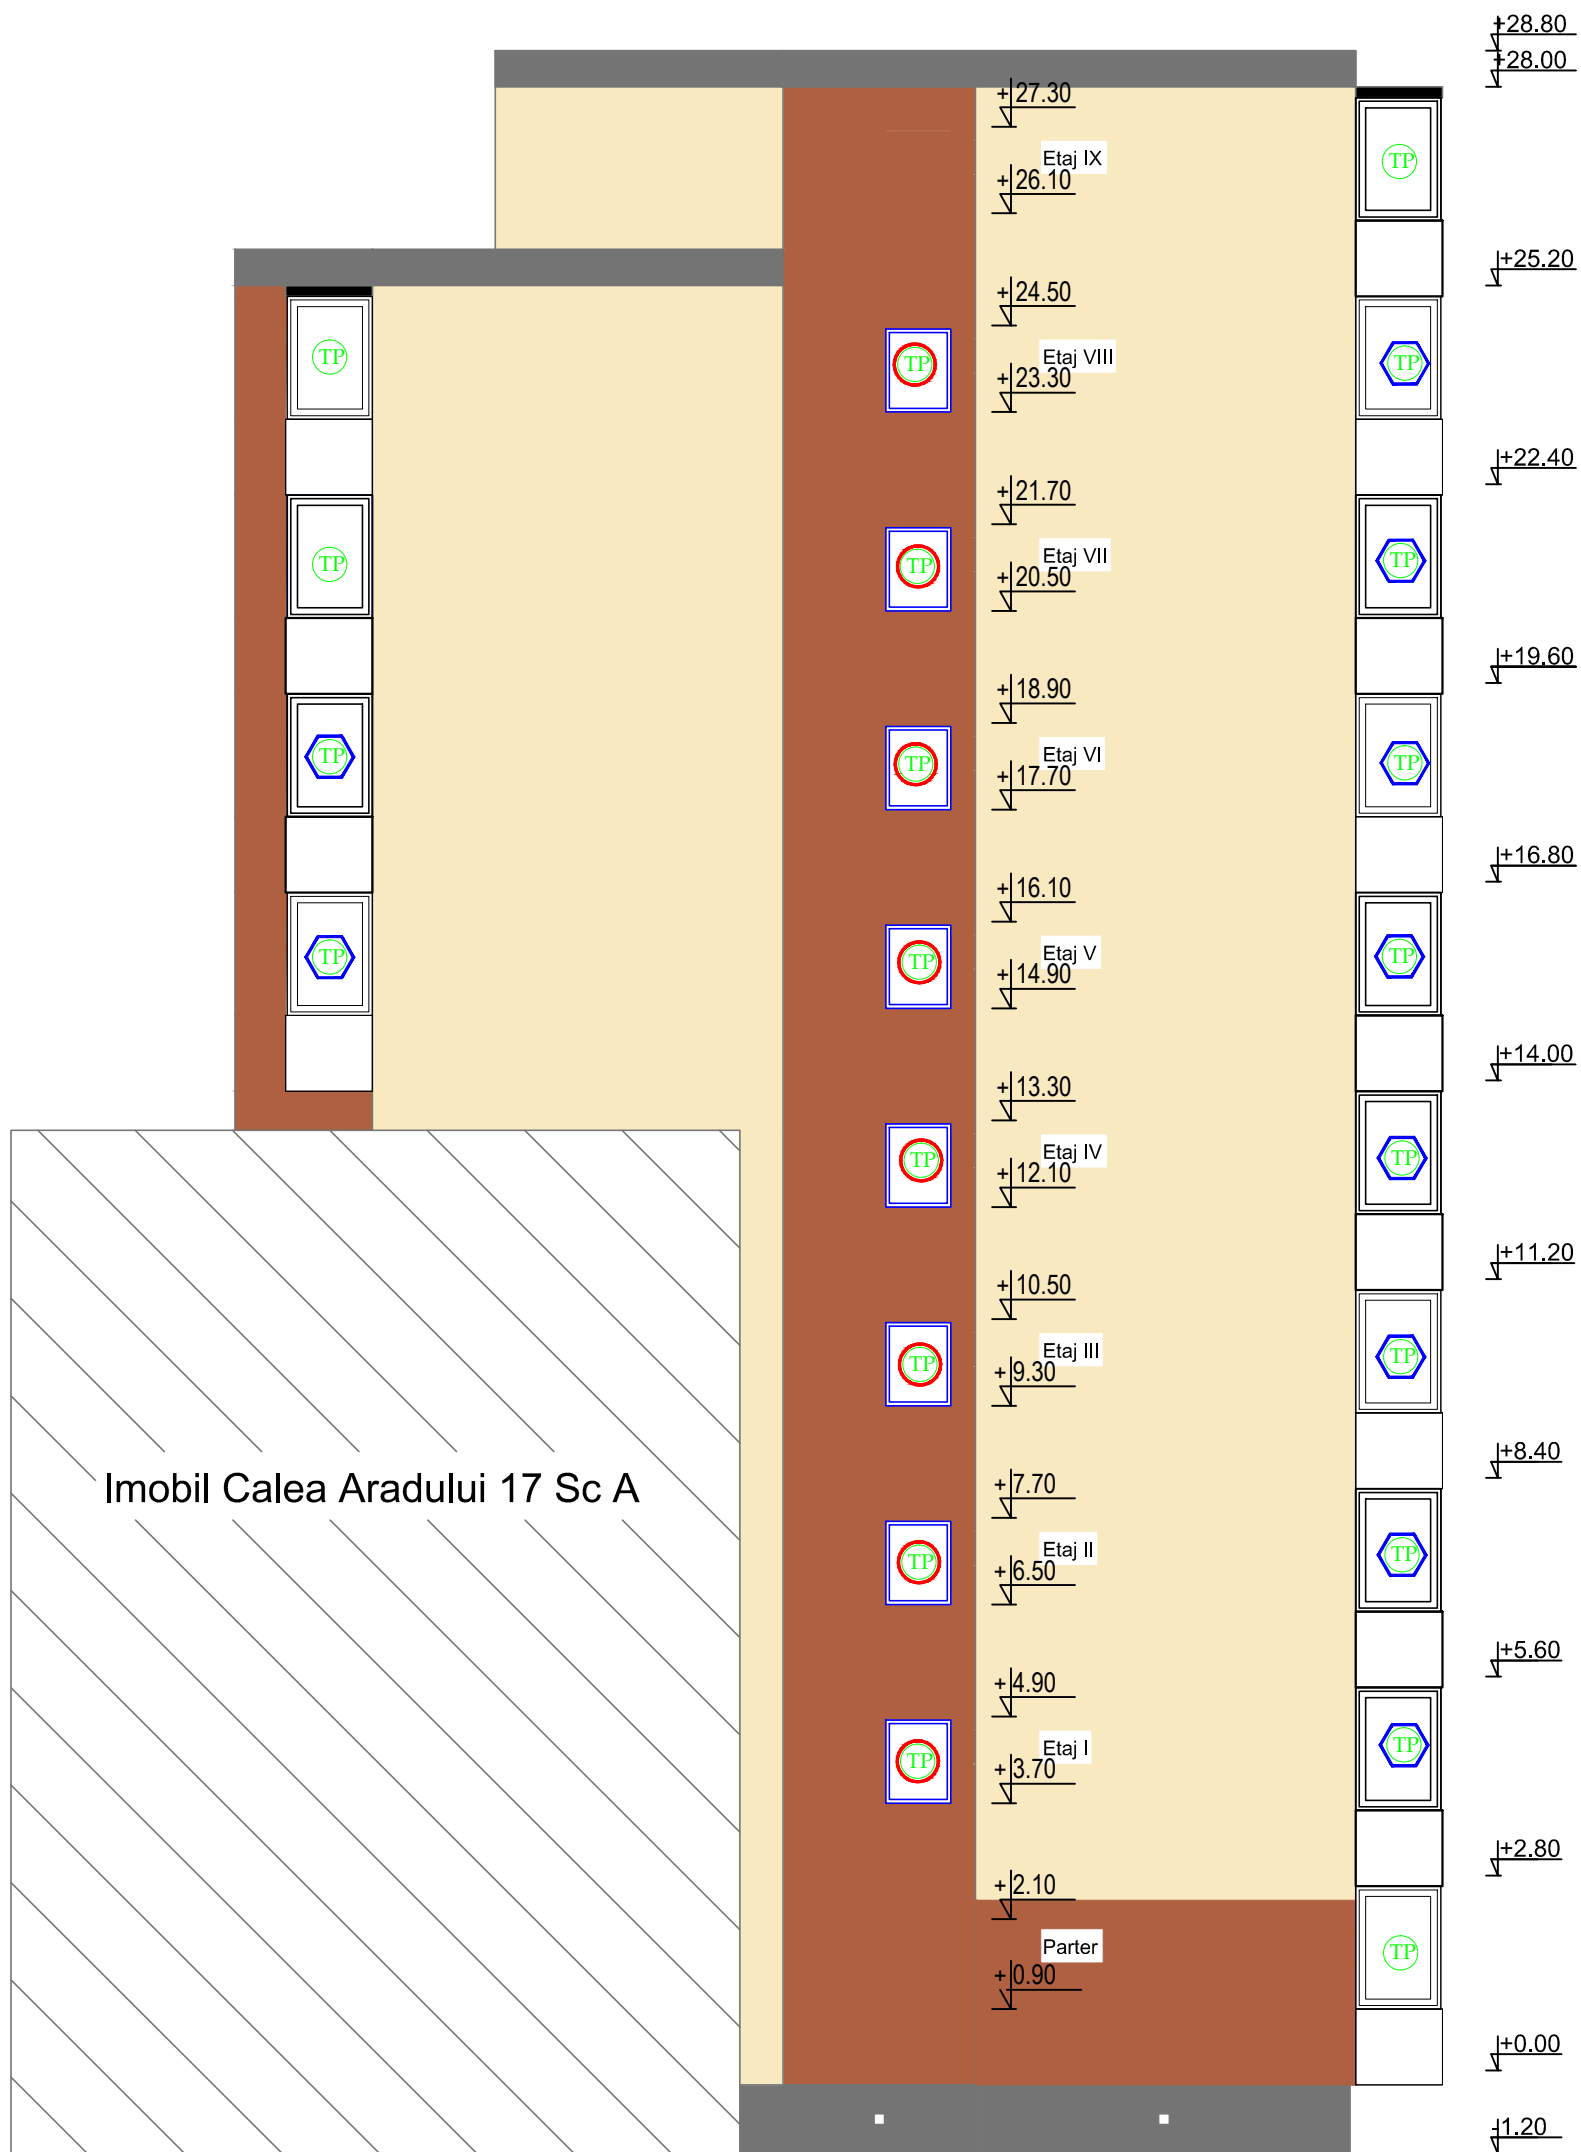 +28.80
+28.00
+27.30
TP
Etaj IX
+26.10
+25.20
+24.50
TP
TP
Etaj VIII
TP
+23.30
+22.40
+21.70
TP
TP
Etaj VII
TP
+20.50
+19.60
+18.90
TP
TP
Etaj VI
TP
+17.70
+16.80
+16.10
TP
TP
Etaj V
TP
+14.90
+14.00
+13.30
TP
Etaj IV
TP
+12.10
+11.20
+10.50
TP
Etaj III
TP
+9.30
+8.40
Imobil Calea Aradului 17 Sc A
+7.70
TP
Etaj II
TP
+6.50
+5.60
+4.90
TP
Etaj I
TP
+3.70
+2.80
+2.10
Parter
TP
+0.90
+0.00
-1.20